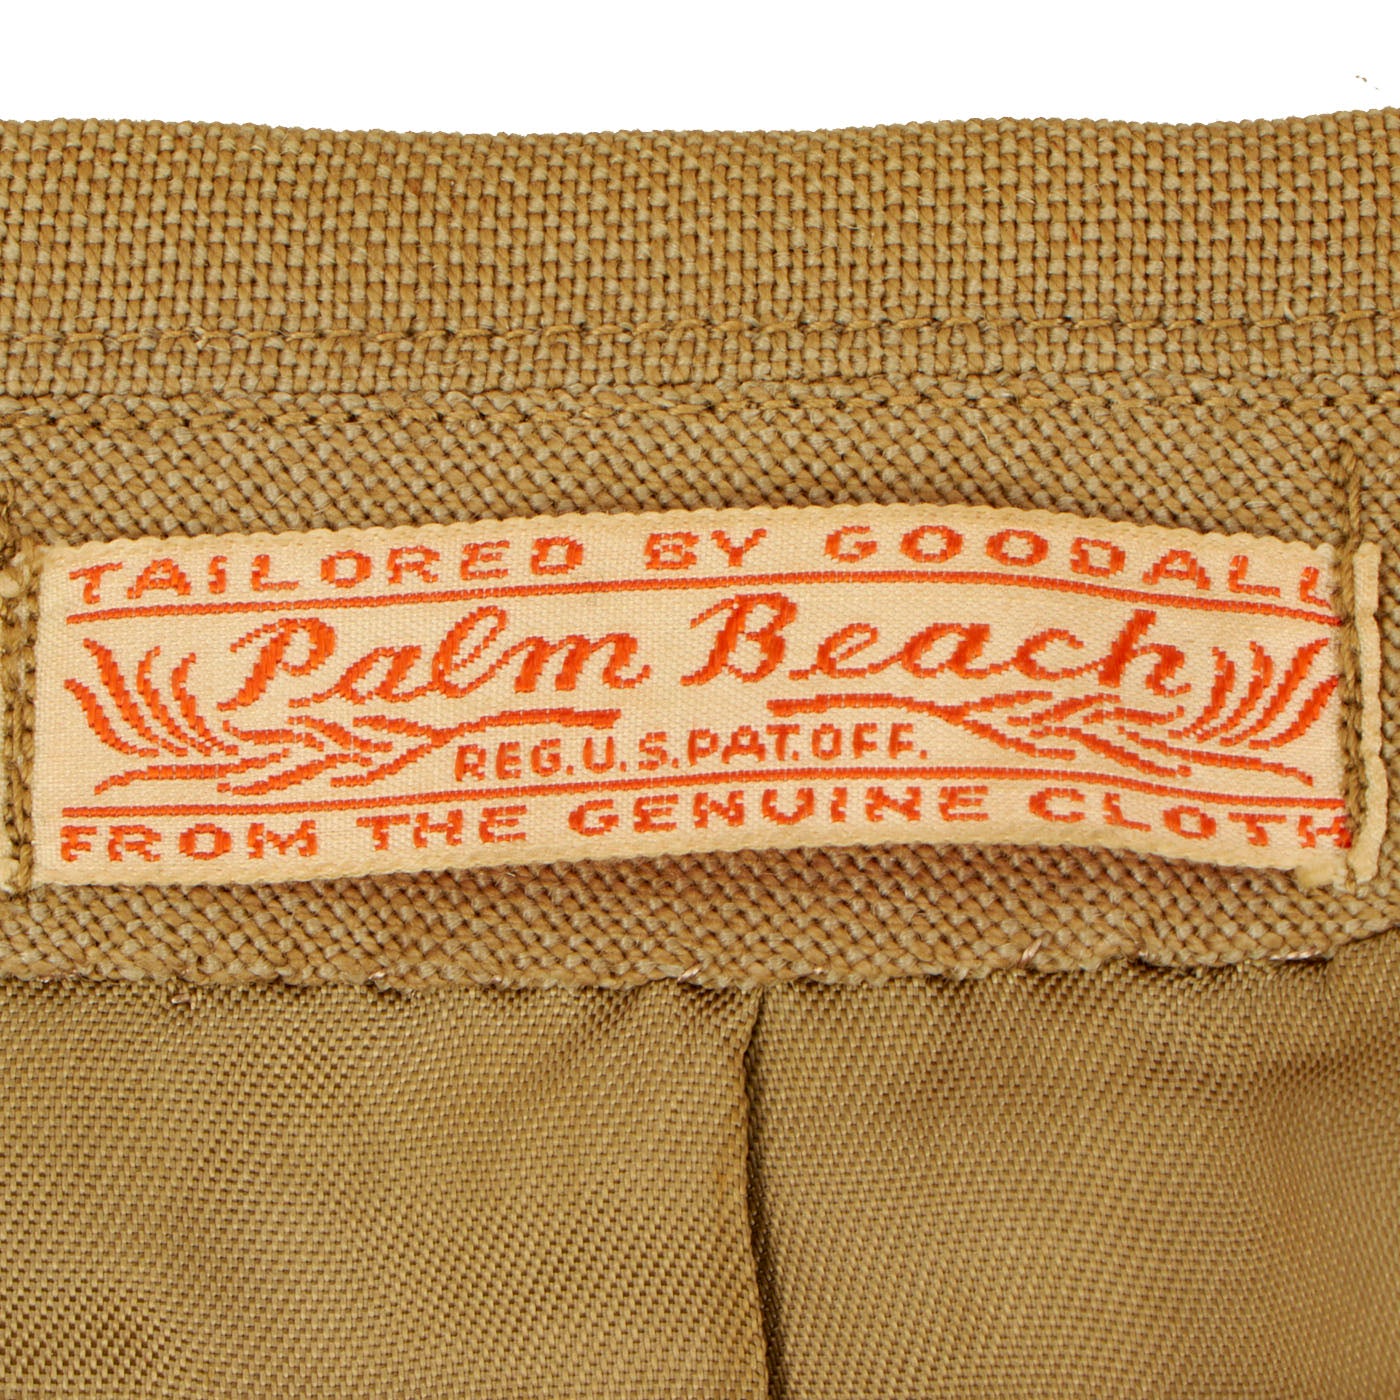 TAILORED BY GOODALL
Palm Beach
REG. U.S. PAT. OFF.
FROM THE GENUINE CLOTH